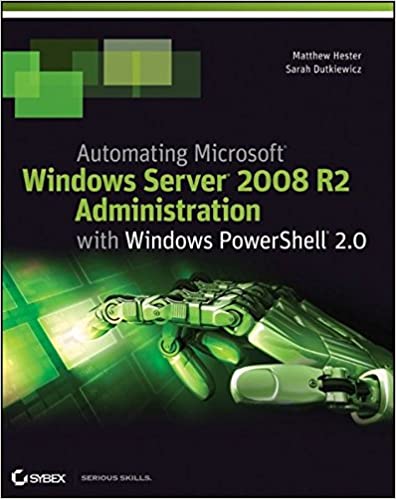 Matthew Hester
Sarah Dutkiewicz
Automating Microsoft®
Windows Server® 2008 R2
Administration
with Windows PowerShell® 2.0
SYBEX
SERIOUS SKILLS.